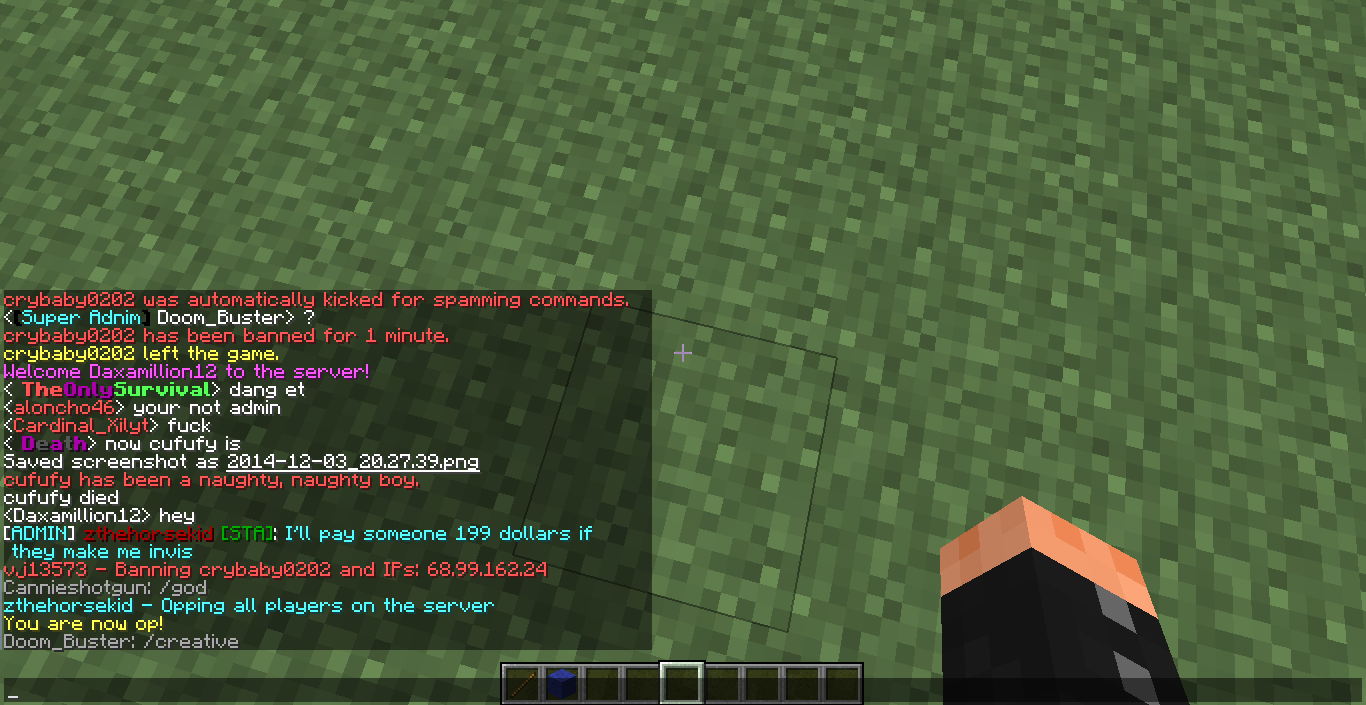 crybaby0202 was automatically kicked for spamming commands.
<[Super Adnim] Doom_Buster> ?
crybaby0202 has been banned for 1 minute.
crybaby0202 left the game.
Welcome Daxamillion12 to the server!
< TheOnlySurvival> dang et
<aloncho46> your not admin
<Cardinal_Xilyt> fuck
< Death> now cufufy is
Saved screenshot as 2014-12-03_20.27.39.png
cufufy has been a naughty, naughty boy.
cufufy died
<Daxamillion12> hey
[ADMIN] zthehorsekid [STA]: I'll pay someone 199 dollars if
they make me invis
vj13573 - Banning crybaby0202 and IPs: 68.99.162.24
Cannieshotgun: /god
zthehorsekid - Opping all players on the server
You are now op!
Doom_Buster: /creative
_